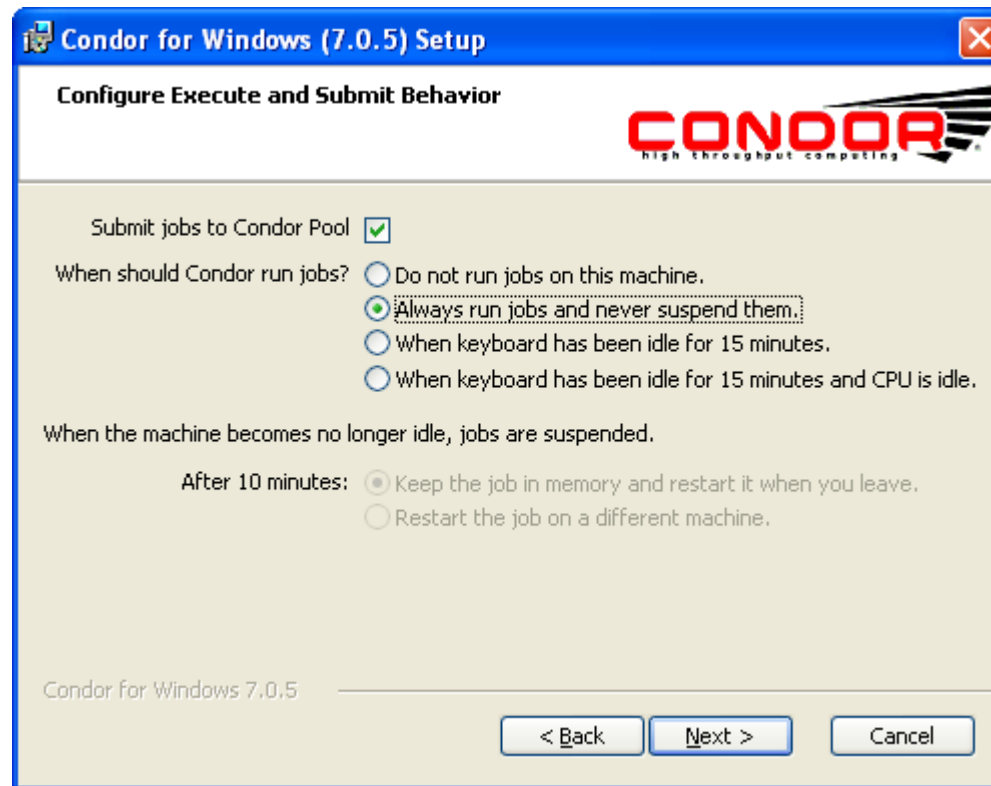 Condor for Windows (7.0.5) Setup
Configure Execute and Submit Behavior
CONDOR
high throughput computing
Submit jobs to Condor Pool
When should Condor run jobs? Do not run jobs on this machine.
Always run jobs and never suspend them.
When keyboard has been idle for 15 minutes.
When keyboard has been idle for 15 minutes and CPU is idle.
When the machine becomes no longer idle, jobs are suspended.
After 10 minutes: Keep the job in memory and restart it when you leave.
Restart the job on a different machine.
Condor for Windows 7.0.5
< Back Next > Cancel